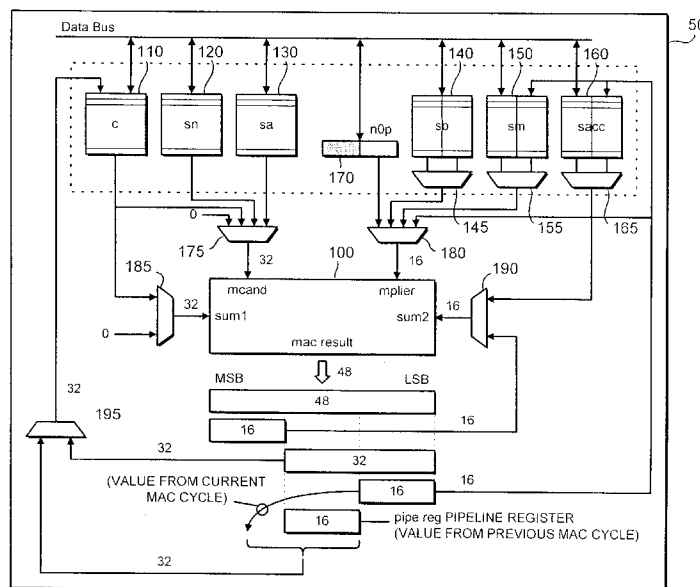 50
Data Bus
110
120
130
140
150
160
c
sn
sa
n0p
sb
sm
sacc
170
0
145
155
165
175
180
32
100
16
185
mcand
mplier
190
32
sum1
sum2
16
0
mac result
48
MSB
LSB
32
48
195
16
16
32
32
(VALUE FROM CURRENT
MAC CYCLE)
16
16
16
pipe reg PIPELINE REGISTER
(VALUE FROM PREVIOUS MAC CYCLE)
32